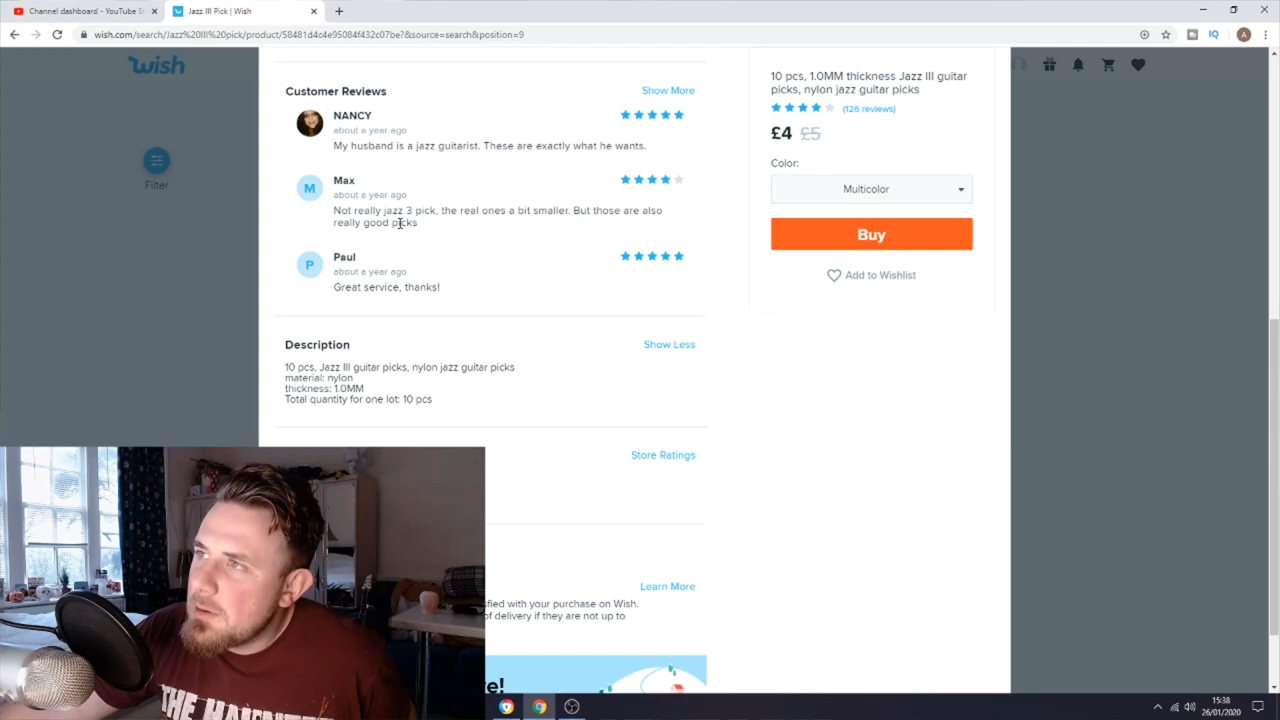 Channel dashboard - YouTube St
Jazz III Pick | Wish
wish.com/search/Jazz%20III%20pick/product/58481d4c4e95084f432c07be?&source=search&position=9
wish
Filter
Customer Reviews
Show More
NANCY
about a year ago
My husband is a jazz guitarist. These are exactly what he wants.
M
Max
about a year ago
Not really jazz 3 pick, the real ones a bit smaller. But those are also
really good picks
P
Paul
about a year ago
Great service, thanks!
Description
Show Less
10 pcs, Jazz III guitar picks, nylon jazz guitar picks
material: nylon
thickness: 1.0MM
Total quantity for one lot: 10 pcs
Store Ratings
Learn More
sfied with your purchase on Wish.
of delivery if they are not up to
e!
10 pcs, 1.0MM thickness Jazz III guitar
picks, nylon jazz guitar picks
(126 reviews)
£4 £5
Color:
Multicolor
Buy
Add to Wishlist
IQ
A
THE HAUNTED
15:38
26/01/2020